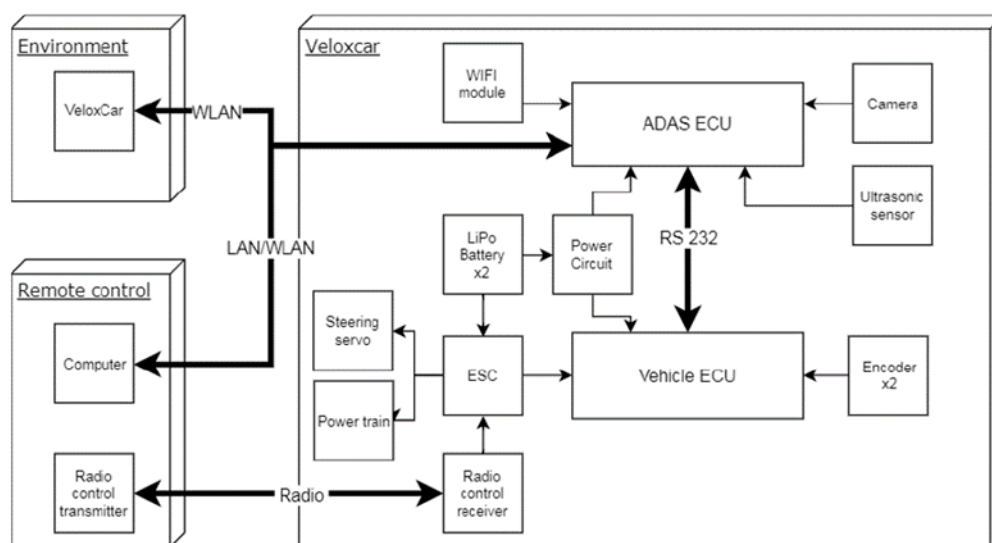 Environment
VeloxCar
WLAN
LAN/WLAN
Remote control
Computer
Radio
control
transmitter
Radio
Veloxcar
WIFI
module
ADAS ECU
Camera
Ultrasonic
sensor
RS 232
LiPo
Battery
x2
Power
Circuit
Steering
servo
Power train
ESC
Vehicle ECU
Encoder
x2
Radio
control
receiver